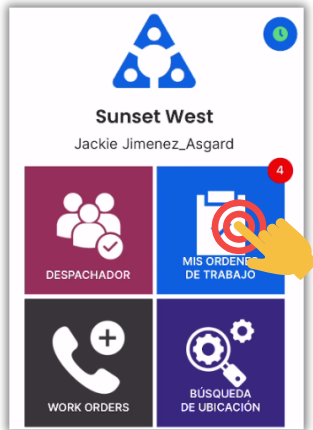 Sunset West
Jackie Jimenez_Asgard
4
DESPACHADOR
MIS ORDENES
DE TRABAJO
WORK ORDERS
BÚSQUEDA
DE UBICACIÓN